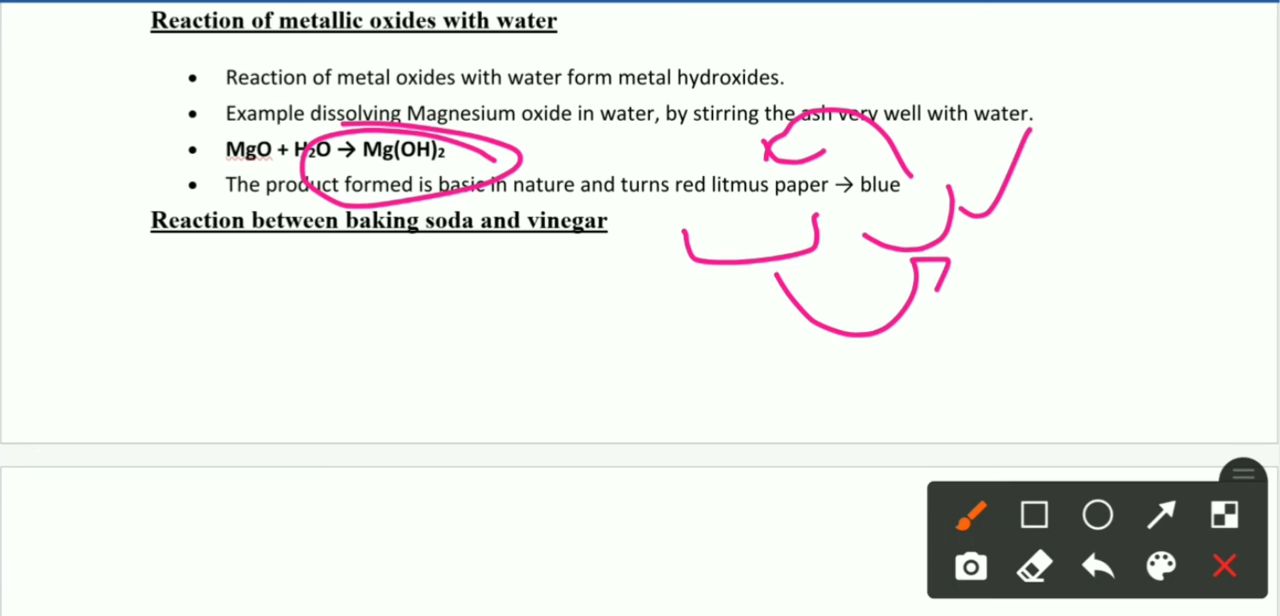 Reaction of metallic oxides with water
• Reaction of metal oxides with water form metal hydroxides.
• Example dissolving Magnesium oxide in water, by stirring the ash very well with water.
• MgO + H₂O → Mg(OH)₂
• The product formed is basic in nature and turns red litmus paper → blue
Reaction between baking soda and vinegar